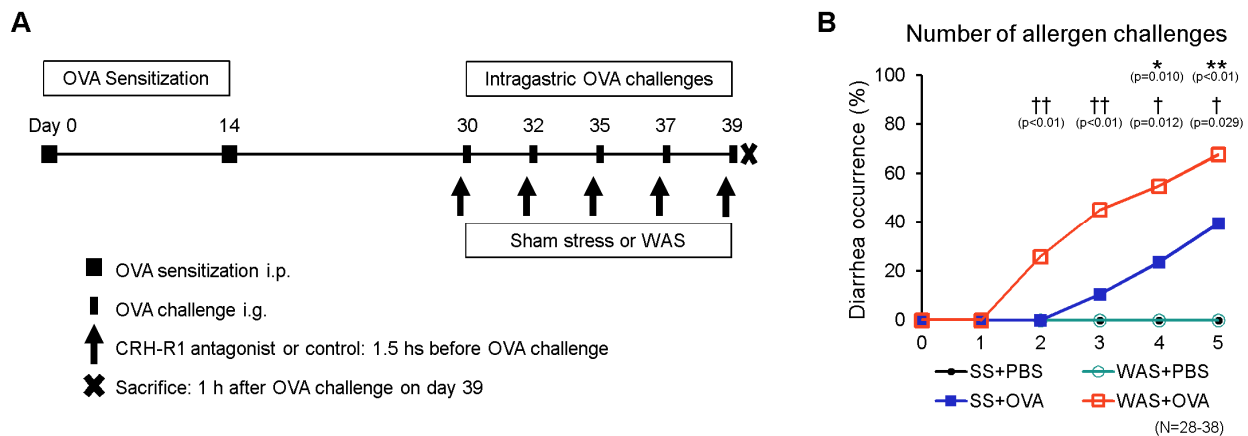 A
OVA Sensitization
Intragastric OVA challenges
Day 0
14
30
32
35
37
39
Sham stress or WAS
OVA sensitization i.p.
OVA challenge i.g.
CRH-R1 antagonist or control: 1.5 hs before OVA challenge
Sacrifice: 1 h after OVA challenge on day 39
B
Number of allergen challenges
Diarrhea occurrence (%)
100
80
60
40
20
0
* **
(p=0.010) (p<0.01)
†† †† † †
(p<0.01) (p<0.01) (p=0.012) (p=0.029)
0 1 2 3 4 5
SS+PBS WAS+PBS
SS+OVA WAS+OVA
(N=28-38)